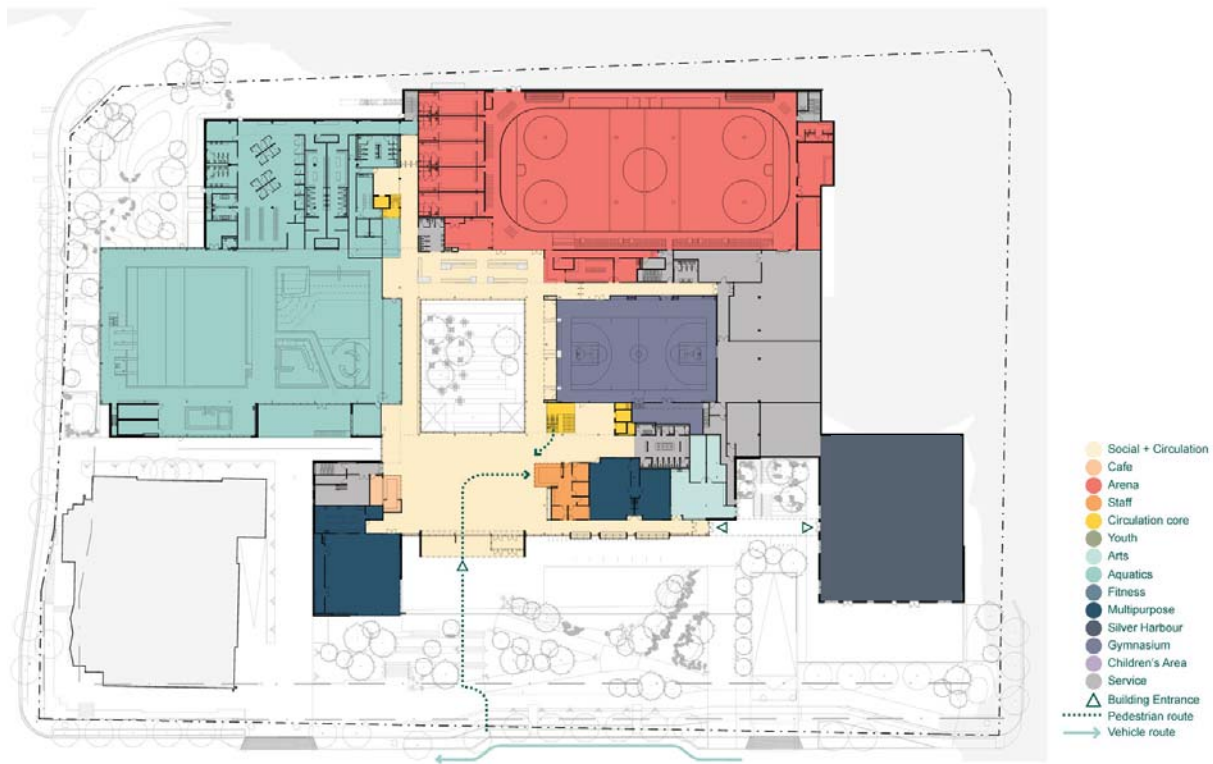 Social + Circulation
Cafe
Arena
Staff
Circulation core
Youth
Arts
Aquatics
Fitness
Multipurpose
Silver Harbour
Gymnasium
Children's Area
Service
Building Entrance
Pedestrian route
Vehicle route